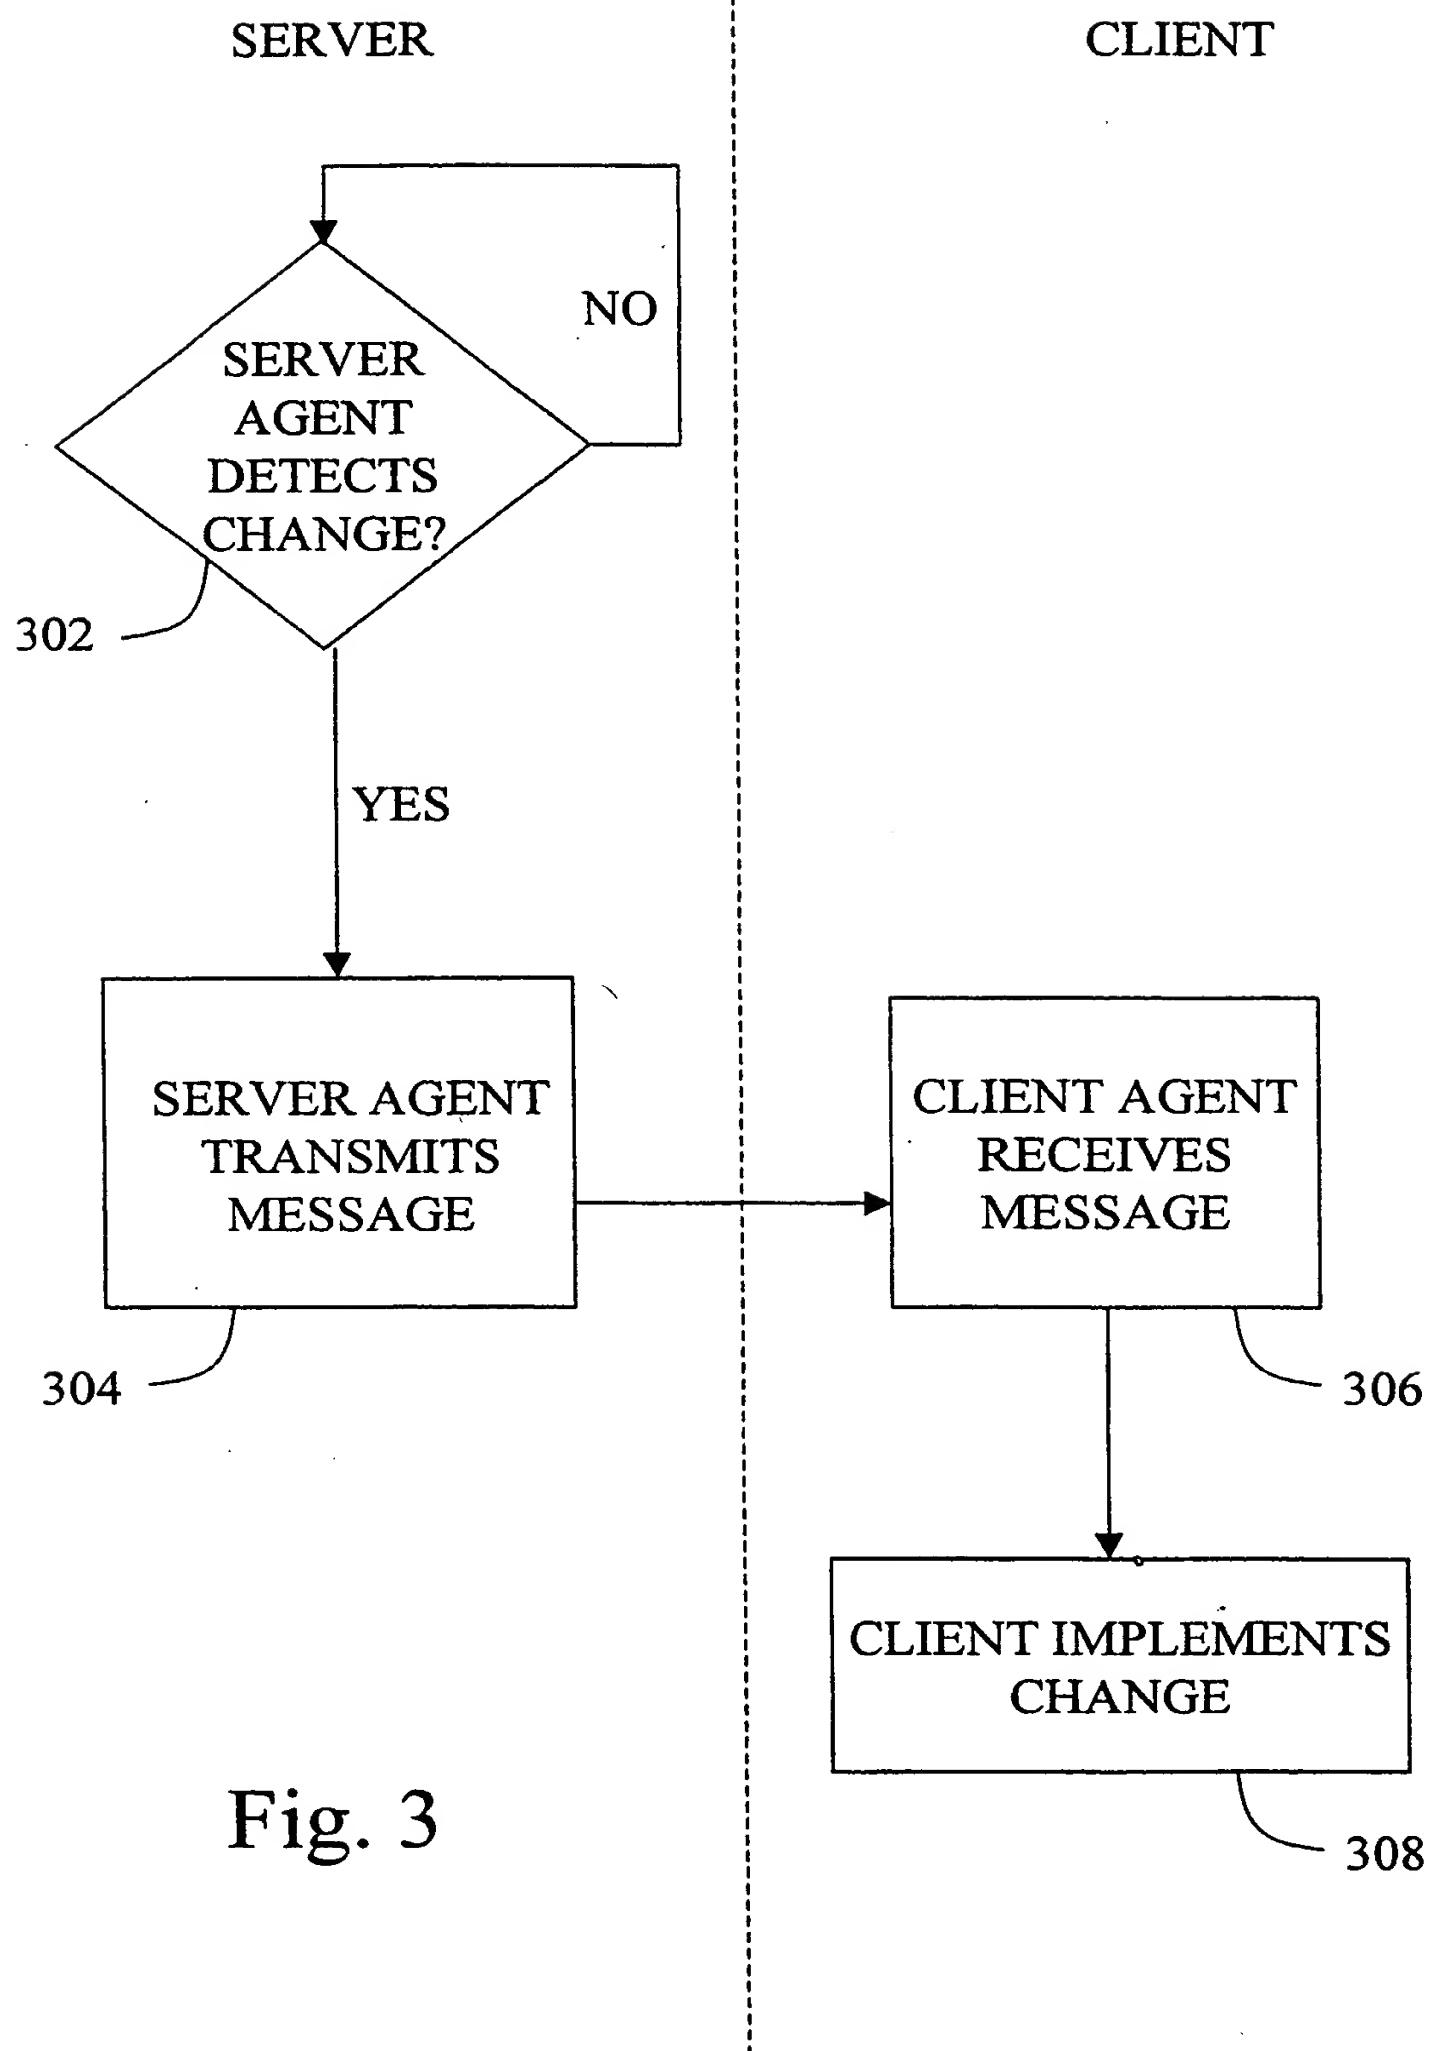 SERVER
CLIENT
NO
SERVER
AGENT
DETECTS
CHANGE?
302
YES
SERVER AGENT
TRANSMITS
MESSAGE
304
CLIENT AGENT
RECEIVES
MESSAGE
306
CLIENT IMPLEMENTS
CHANGE
308
Fig. 3